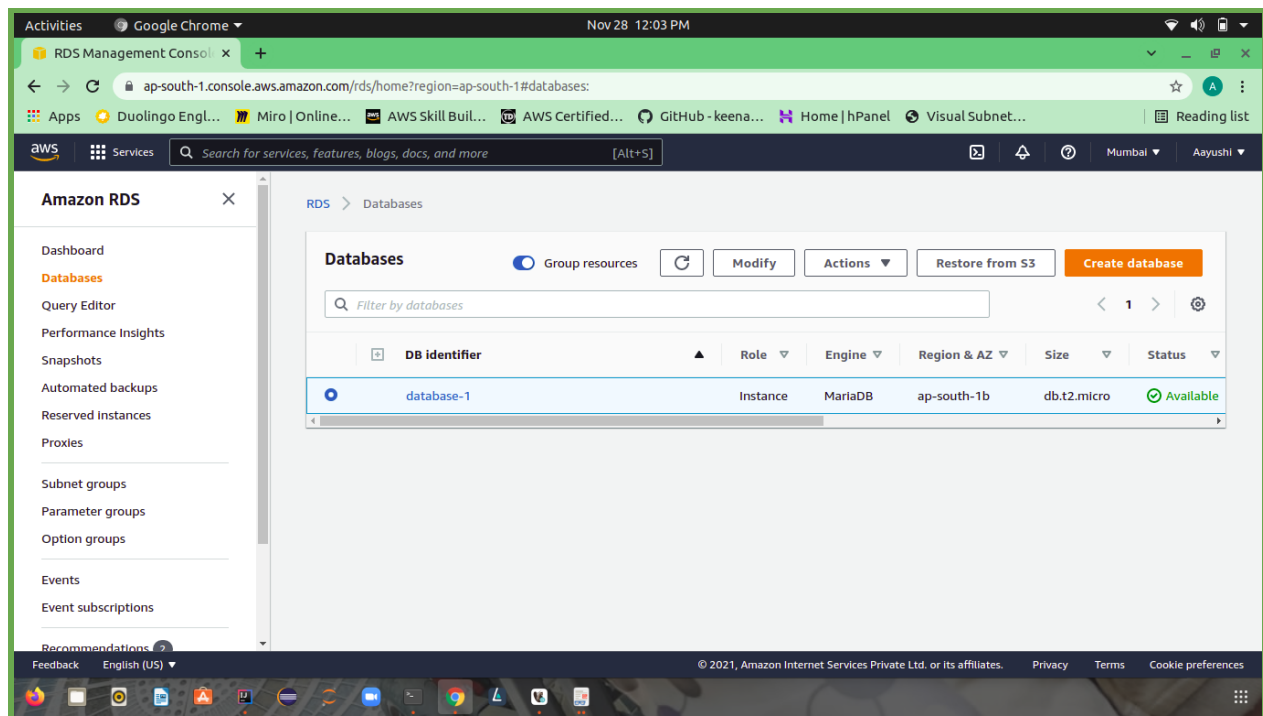 Activities Google Chrome Nov 28 12:03 PM
RDS Management Consol
ap-south-1.console.aws.amazon.com/rds/home?region=ap-south-1#databases: A
Apps Duolingo Engl... Miro | Online... AWS Skill Buil... AWS Certified... GitHub - keena... Home | hPanel Visual Subnet... Reading list
aws Services Search for services, features, blogs, docs, and more [Alt+S] Mumbai Aayushi
Amazon RDS
Dashboard
Databases
Query Editor
Performance Insights
Snapshots
Automated backups
Reserved instances
Proxies
Subnet groups
Parameter groups
Option groups
Events
Event subscriptions
Recommendations 2
RDS > Databases
Databases Group resources Modify Actions Restore from S3 Create database
Filter by databases 1
DB identifier Role Engine Region & AZ Size Status
database-1 Instance MariaDB ap-south-1b db.t2.micro Available
Feedback English (US) © 2021, Amazon Internet Services Private Ltd. or its affiliates. Privacy Terms Cookie preferences